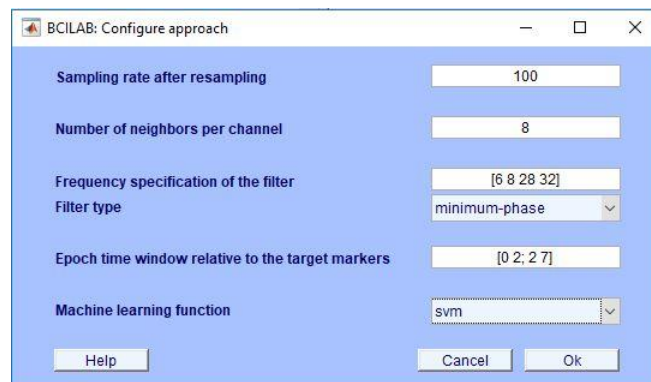 BCILAB: Configure approach
Sampling rate after resampling 100
Number of neighbors per channel 8
Frequency specification of the filter [6 8 28 32]
Filter type minimum-phase
Epoch time window relative to the target markers [0 2; 2 7]
Machine learning function svm
Help Cancel Ok